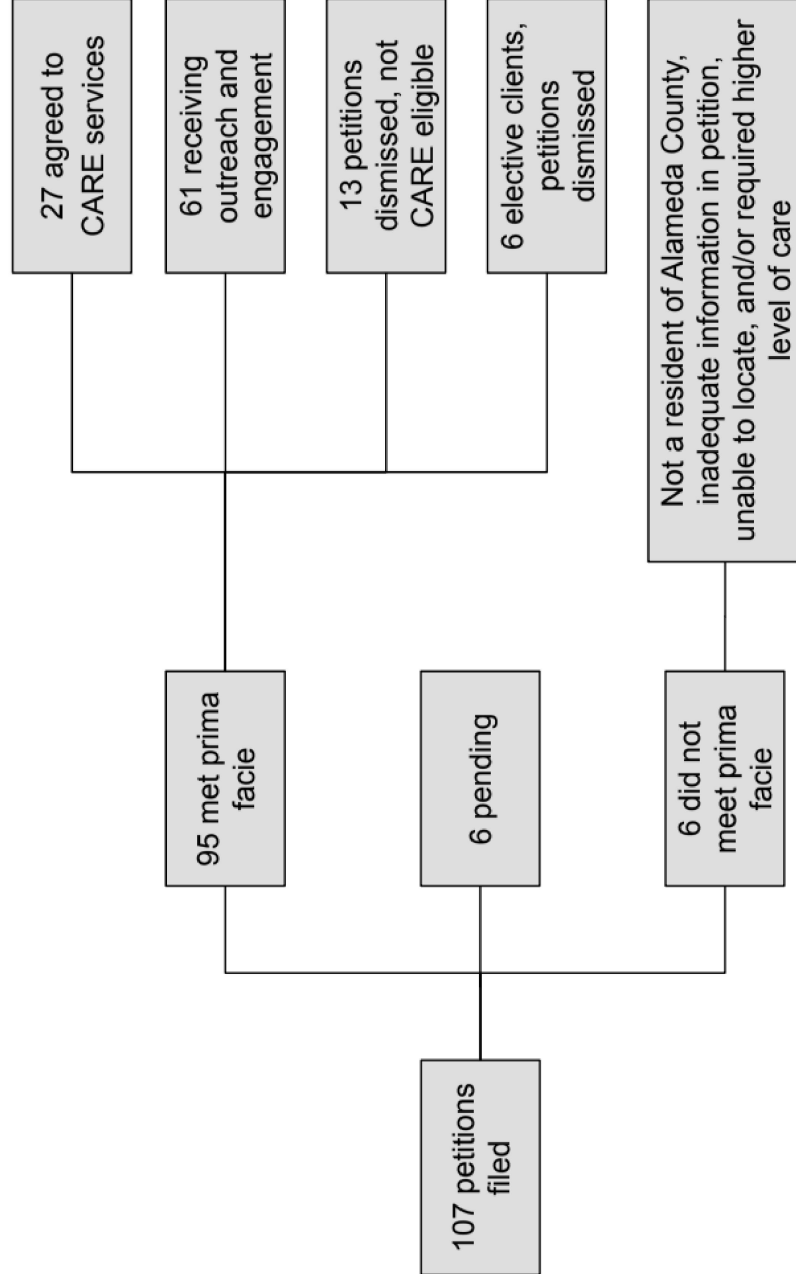 107 petitions
filed
95 met prima
facie
6 pending
6 did not
meet prima
facie
27 agreed to
CARE services
61 receiving
outreach and
engagement
13 petitions
dismissed, not
CARE eligible
6 elective clients,
petitions
dismissed
Not a resident of Alameda County,
inadequate information in petition,
unable to locate, and/or required higher
level of care